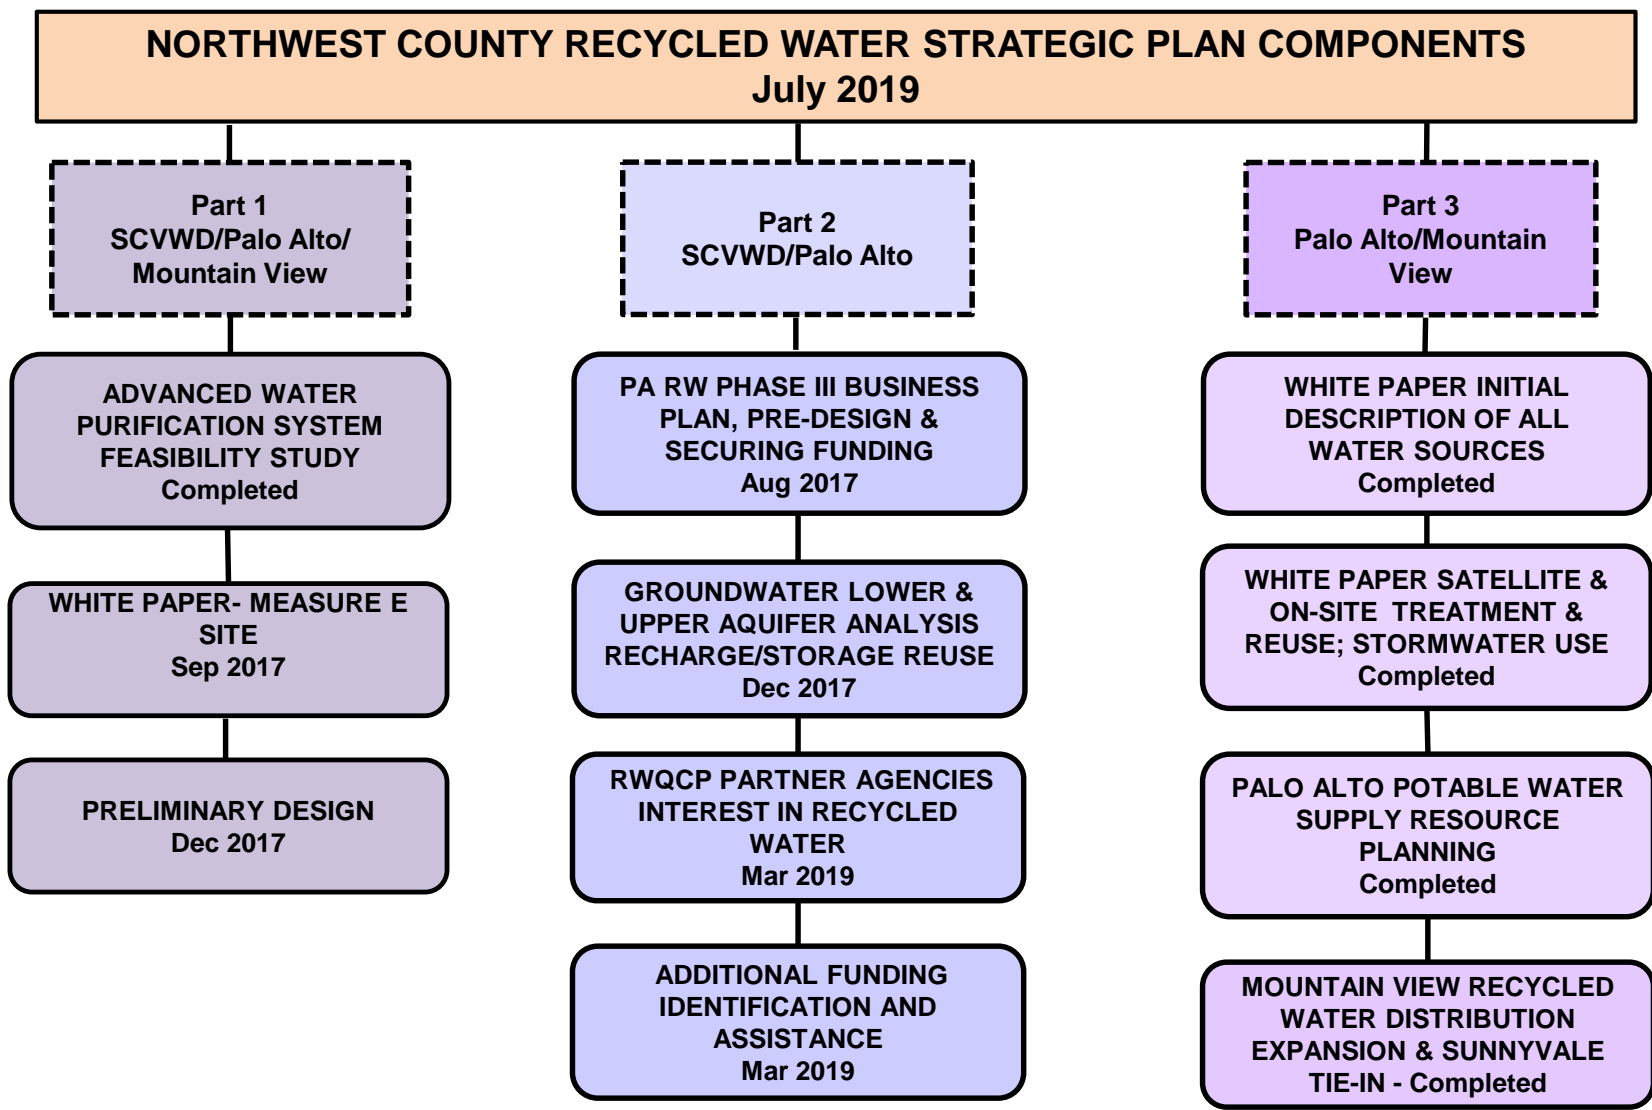 NORTHWEST COUNTY RECYCLED WATER STRATEGIC PLAN COMPONENTS
July 2019
Part 1
SCVWD/Palo Alto/
Mountain View
ADVANCED WATER
PURIFICATION SYSTEM
FEASIBILITY STUDY
Completed
WHITE PAPER- MEASURE E
SITE
Sep 2017
PRELIMINARY DESIGN
Dec 2017
Part 2
SCVWD/Palo Alto
PA RW PHASE III BUSINESS
PLAN, PRE-DESIGN &
SECURING FUNDING
Aug 2017
GROUNDWATER LOWER &
UPPER AQUIFER ANALYSIS
RECHARGE/STORAGE REUSE
Dec 2017
RWQCP PARTNER AGENCIES
INTEREST IN RECYCLED
WATER
Mar 2019
ADDITIONAL FUNDING
IDENTIFICATION AND
ASSISTANCE
Mar 2019
Part 3
Palo Alto/Mountain
View
WHITE PAPER INITIAL
DESCRIPTION OF ALL
WATER SOURCES
Completed
WHITE PAPER SATELLITE &
ON-SITE TREATMENT &
REUSE; STORMWATER USE
Completed
PALO ALTO POTABLE WATER
SUPPLY RESOURCE
PLANNING
Completed
MOUNTAIN VIEW RECYCLED
WATER DISTRIBUTION
EXPANSION & SUNNYVALE
TIE-IN - Completed